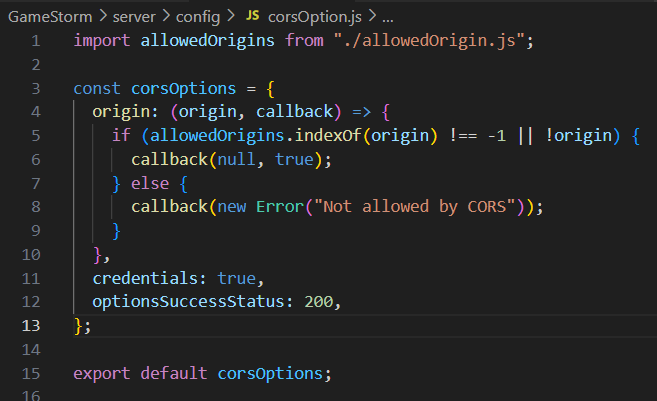 GameStorm > server > config > JS corsOption.js > ...
1 import allowedOrigins from "./allowedOrigin.js";
2
3 const corsOptions = {
4   origin: (origin, callback) => {
5     if (allowedOrigins.indexOf(origin) !== -1 || !origin) {
6       callback(null, true);
7     } else {
8       callback(new Error("Not allowed by CORS"));
9     }
10   },
11   credentials: true,
12   optionsSuccessStatus: 200,
13 };
14
15 export default corsOptions;
16